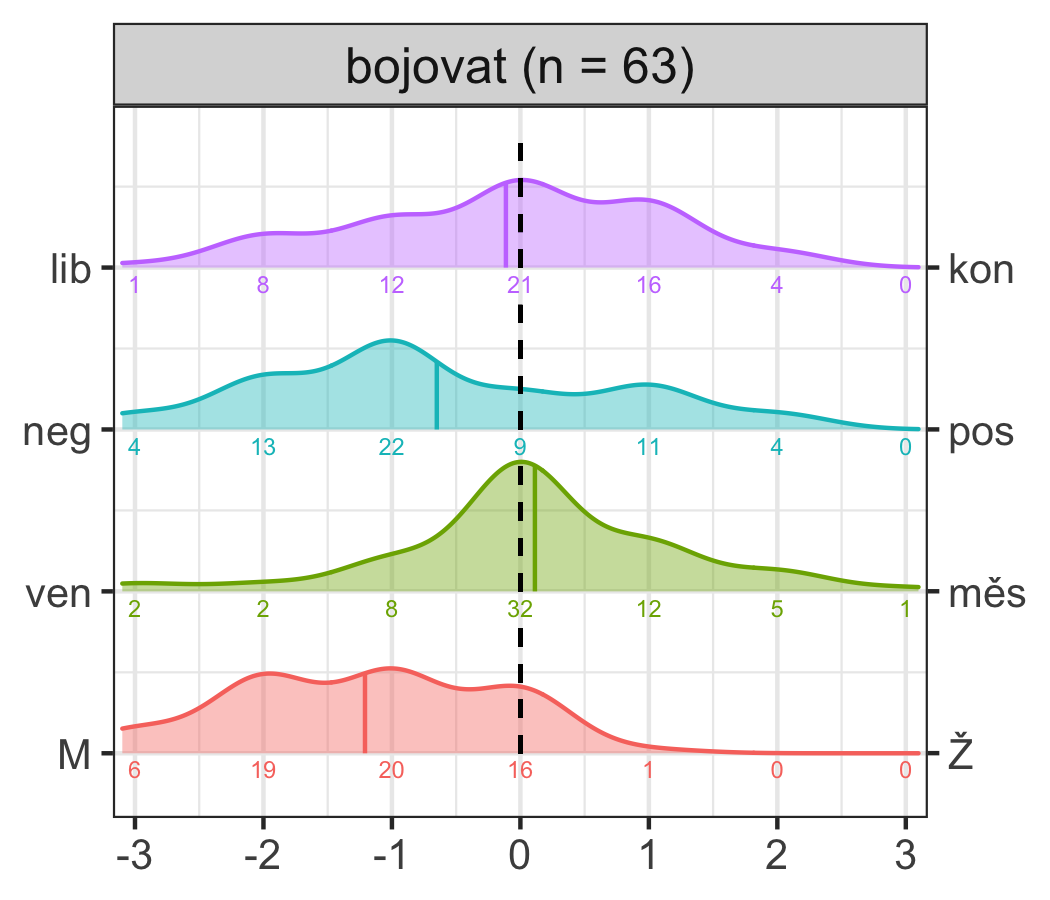 bojovat (n = 63)
lib kon
1 8 12 21 16 4 0
neg pos
4 13 22 9 11 4 0
ven měs
2 2 8 32 12 5 1
M Ž
6 19 20 16 1 0 0
-3 -2 -1 0 1 2 3